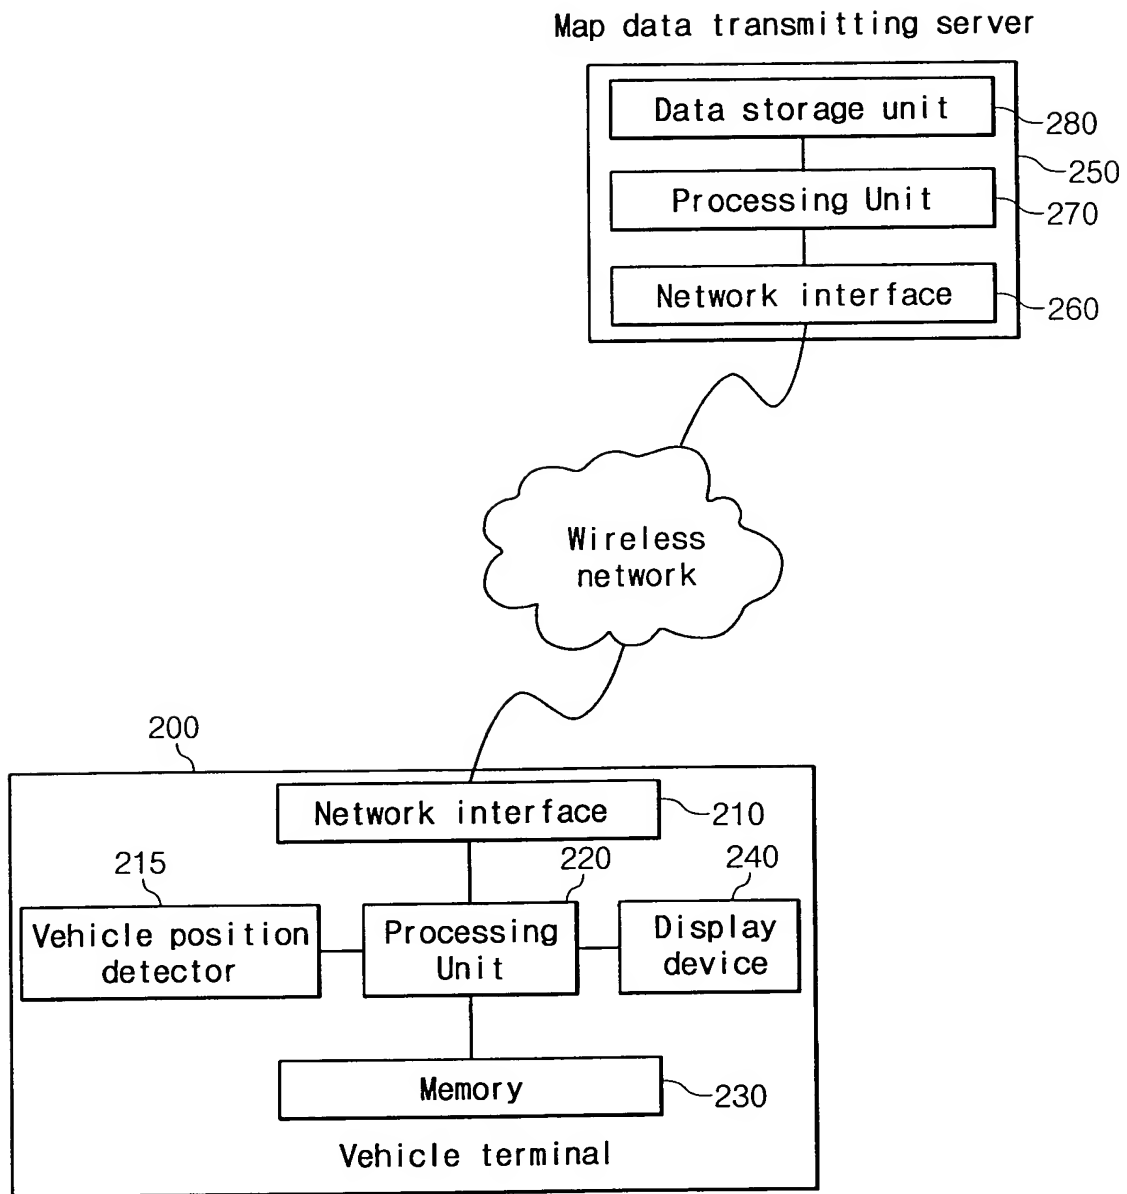 Map data transmitting server
Data storage unit
280
250
Processing Unit
270
Network interface
260
Wireless
network
200
Network interface
210
215
220
240
Vehicle position
detector
Processing
Unit
Display
device
Memory
230
Vehicle terminal